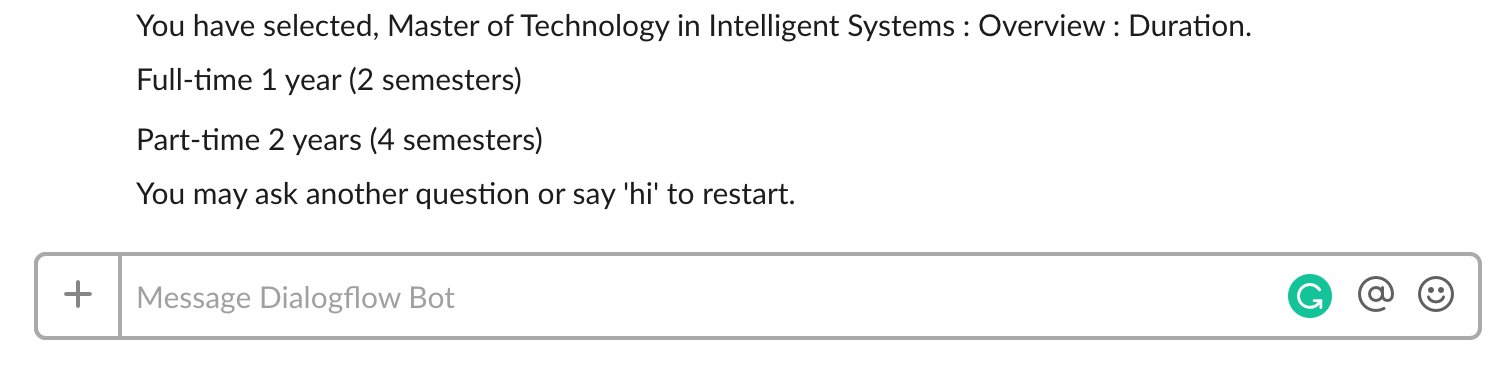 You have selected, Master of Technology in Intelligent Systems : Overview : Duration.
Full-time 1 year (2 semesters)
Part-time 2 years (4 semesters)
You may ask another question or say 'hi' to restart.
+ Message Dialogflow Bot @